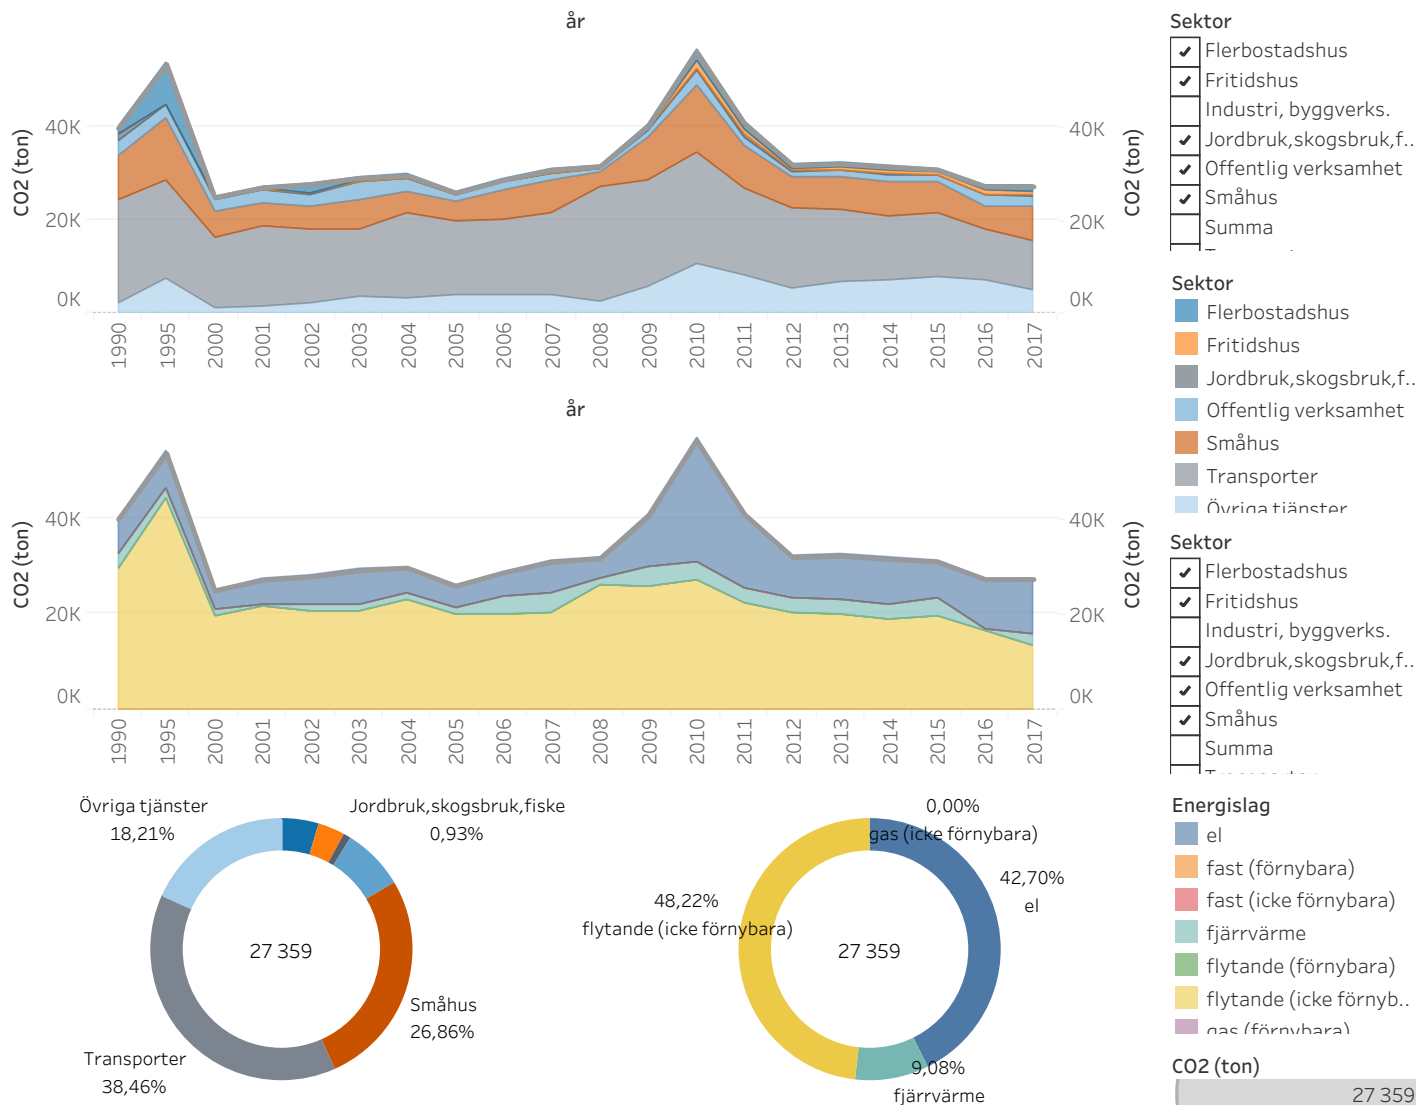 år
CO2 (ton)
40K
20K
0K
40K
20K
0K
CO2 (ton)
1990
1995
2000
2001
2002
2003
2004
2005
2006
2007
2008
2009
2010
2011
2012
2013
2014
2015
2016
2017
år
CO2 (ton)
40K
20K
0K
40K
20K
0K
CO2 (ton)
1990
1995
2000
2001
2002
2003
2004
2005
2006
2007
2008
2009
2010
2011
2012
2013
2014
2015
2016
2017
Övriga tjänster
18,21%
Jordbruk,skogsbruk,fiske
0,93%
27 359
Småhus
26,86%
Transporter
38,46%
0,00%
gas (icke förnybara)
42,70%
el
48,22%
flytande (icke förnybara)
27 359
9,08%
fjärrvärme
Sektor
Flerbostadshus
Fritidshus
Industri, byggverks.
Jordbruk,skogsbruk,f..
Offentlig verksamhet
Småhus
Summa
Sektor
Flerbostadshus
Fritidshus
Jordbruk,skogsbruk,f..
Offentlig verksamhet
Småhus
Transporter
Övriga tjänster
Sektor
Flerbostadshus
Fritidshus
Industri, byggverks.
Jordbruk,skogsbruk,f..
Offentlig verksamhet
Småhus
Summa
Energislag
el
fast (förnybara)
fast (icke förnybara)
fjärrvärme
flytande (förnybara)
flytande (icke förnyb..
gas (förnybara)
CO2 (ton)
27 359